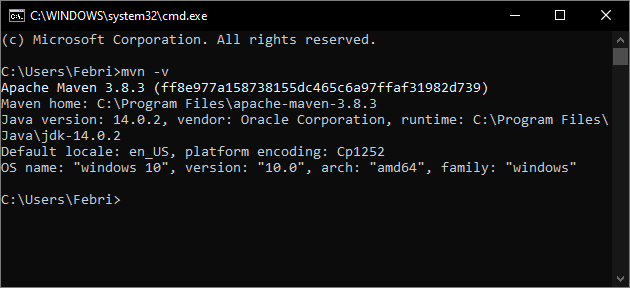 C:\WINDOWS\system32\cmd.exe
(c) Microsoft Corporation. All rights reserved.
C:\Users\Febri>mvn -v
Apache Maven 3.8.3 (ff8e977a158738155dc465c6a97ffaf31982d739)
Maven home: C:\Program Files\apache-maven-3.8.3
Java version: 14.0.2, vendor: Oracle Corporation, runtime: C:\Program Files\
Java\jdk-14.0.2
Default locale: en_US, platform encoding: Cp1252
OS name: "windows 10", version: "10.0", arch: "amd64", family: "windows"
C:\Users\Febri>